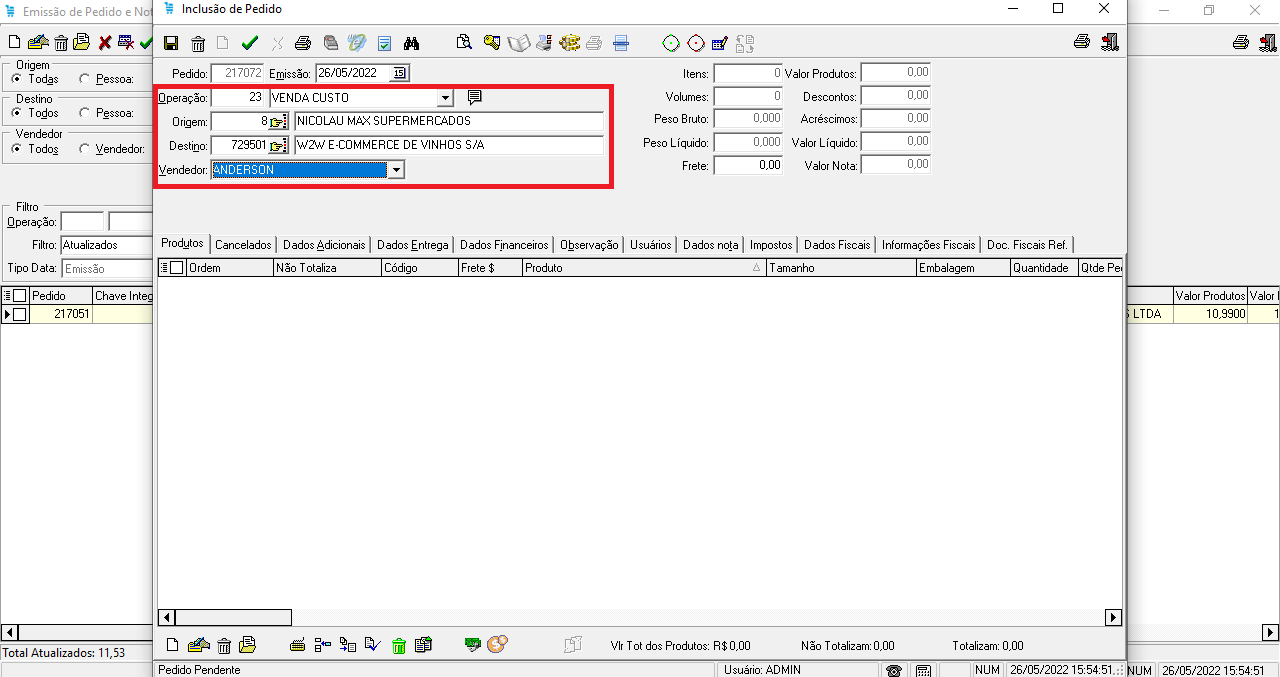 Emissão de Pedido e Not
Inclusão de Pedido
Origem
Todas
Pessoa:
Destino
Todos
Pessoa:
Vendedor
Todos
Vendedor:
Filtro
Operação:
Filtro: Atualizados
Tipo Data: Emissão
Pedido Chave Integ
217051
Total Atualizados: 11,53
Pedido: 217072 Emissão: 26/05/2022 15
Operação: 23 VENDA CUSTO
Origem: 8 NICOLAU MAX SUPERMERCADOS
Destino: 729501 W2W E-COMMERCE DE VINHOS S/A
Vendedor: ANDERSON
Itens: 0 Valor Produtos: 0,00
Volumes: 0 Descontos: 0,00
Peso Bruto: 0,000 Acréscimos: 0,00
Peso Líquido: 0,000 Valor Líquido: 0,00
Frete: 0,00 Valor Nota: 0,00
Produtos Cancelados Dados Adicionais Dados Entrega Dados Financeiros Observação Usuários Dados nota Impostos Dados Fiscais Informações Fiscais Doc. Fiscais Ref.
Ordem Não Totaliza Código Frete $ Produto Tamanho Embalagem Quantidade Qtde Pe
Valor Produtos Valor
S LTDA 10,9900 1
Vlr Tot dos Produtos: R$ 0,00 Não Totalizam: 0,00 Totalizam: 0,00
Pedido Pendente Usuário: ADMIN NUM 26/05/2022 15:54:51
NUM 26/05/2022 15:54:51